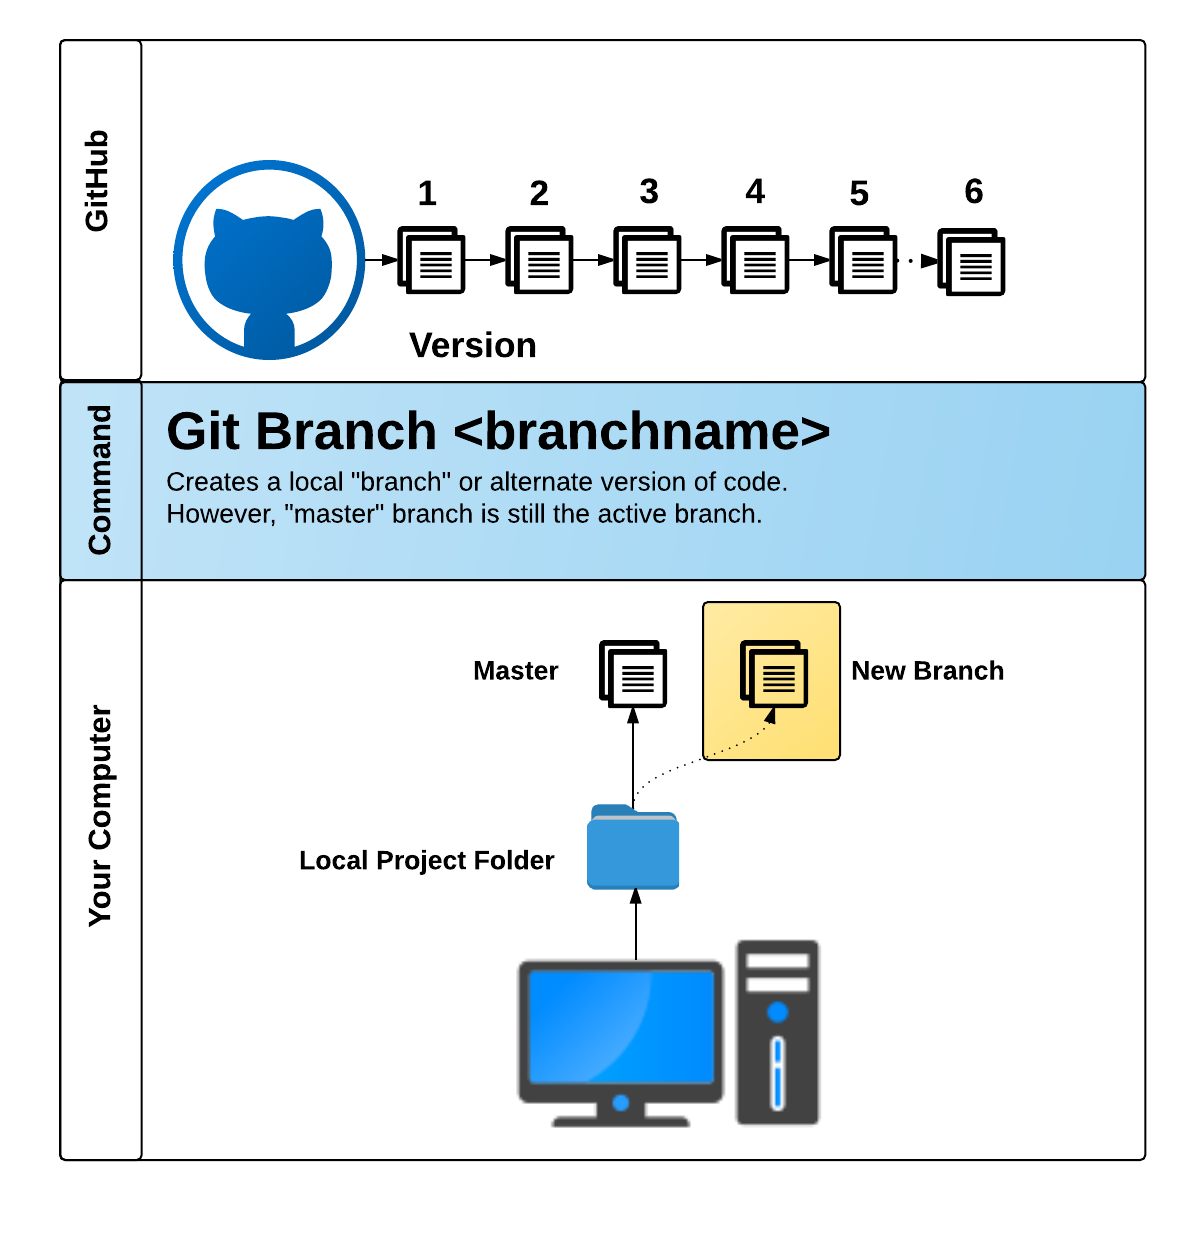 GitHub
1 2 3 4 5 6
Version
Command
Git Branch <branchname>
Creates a local "branch" or alternate version of code.
However, "master" branch is still the active branch.
Your Computer
Master
New Branch
Local Project Folder